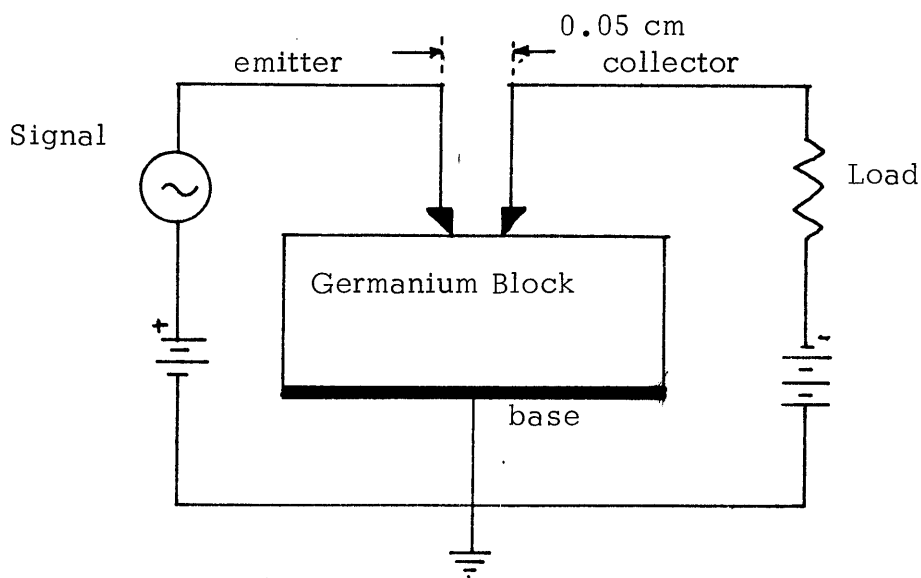 0.05 cm
emitter
collector
Signal
Load
Germanium Block
+
-
base